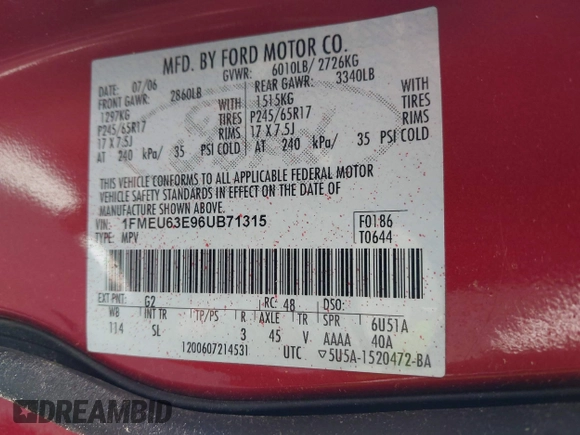 MFD. BY FORD MOTOR CO.
DATE: 07/06 GVWR: 6010LB/ 2726KG
FRONT GAWR: 2860LB REAR GAWR: 3340LB
1297KG 1515KG
P245/65R17 TIRES P245/65R17 TIRES
17 X 7.5J RIMS 17 X 7.5J RIMS
AT 240 kPa/ 35 PSI COLD AT 240 kPa/ 35 PSI COLD
THIS VEHICLE CONFORMS TO ALL APPLICABLE FEDERAL MOTOR
VEHICLE SAFETY STANDARDS IN EFFECT ON THE DATE OF
MANUFACTURE SHOWN ABOVE.
VIN: 1FMEU63E96UB71315 F0186
TYPE: MPV T0644
EXT PNT: G2 RC: 48 DSO:
WB INT TR TP/PS R AXLE TR SPR 6U51A
114 SL 3 45 V AAAA 40A
1200607214531 UTC ▽5U5A-1520472-BA
DREAMBID